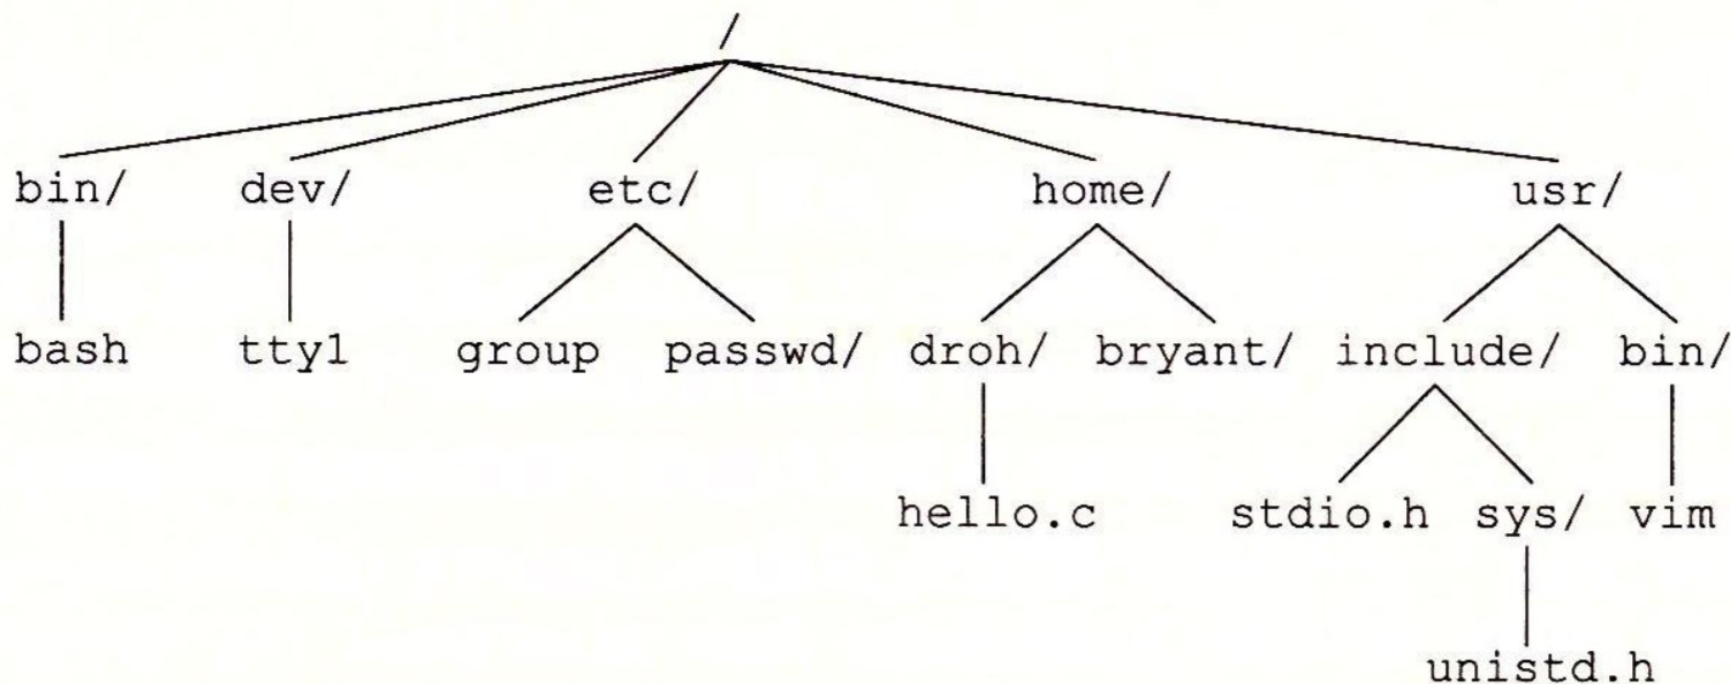 /
bin/ dev/ etc/ home/ usr/
bash tty1 group passwd/ droh/ bryant/ include/ bin/
hello.c stdio.h sys/ vim
unistd.h